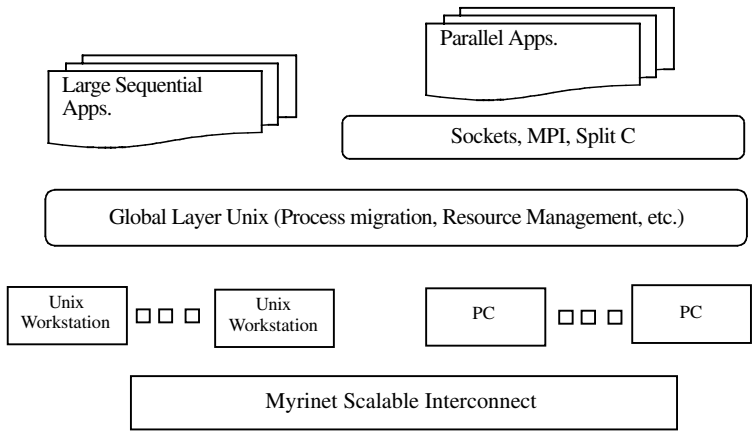 Parallel Apps.
Large Sequential
Apps.
Sockets, MPI, Split C
Global Layer Unix (Process migration, Resource Management, etc.)
Unix
Workstation
Unix
Workstation
PC
PC
Myrinet Scalable Interconnect